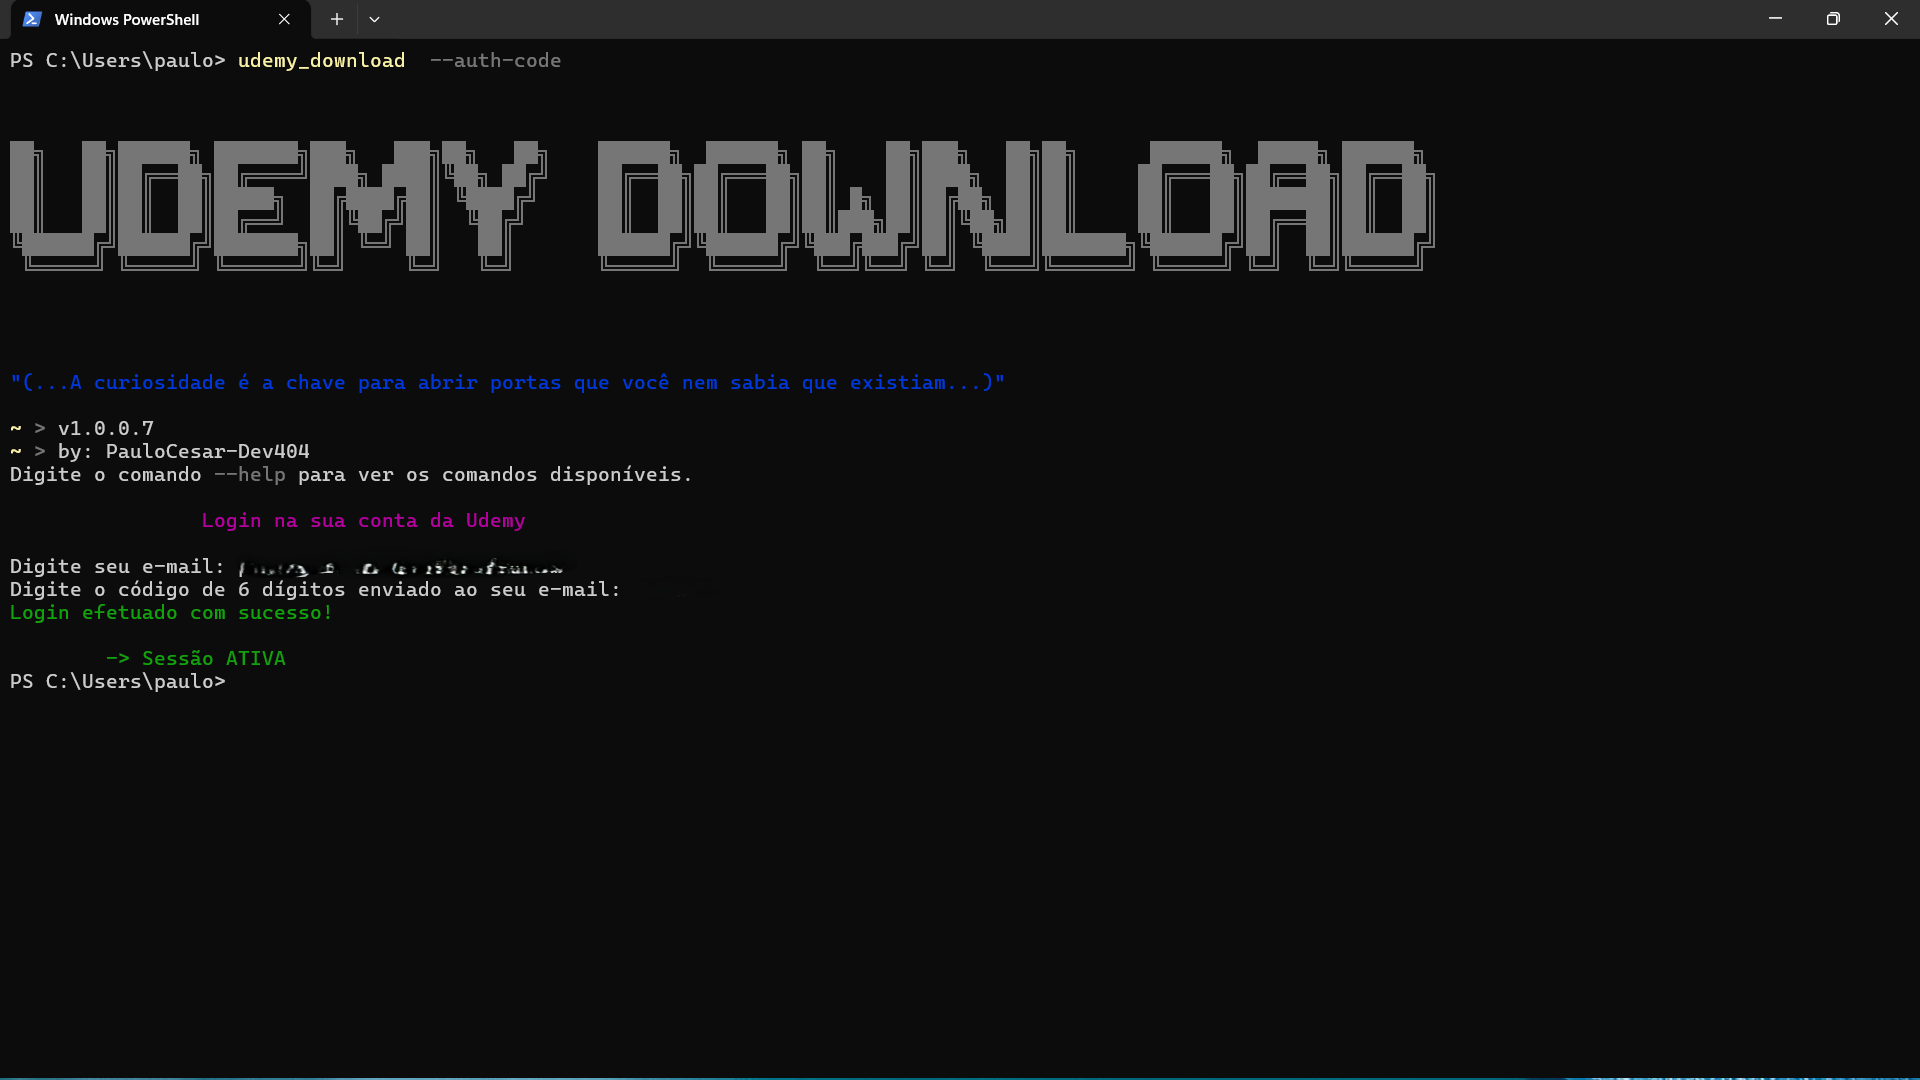 Windows PowerShell
PS C:\Users\paulo> udemy_download  --auth-code
UDEMY DOWNLOAD
"(...A curiosidade é a chave para abrir portas que você nem sabia que existiam...)"
~ > v1.0.0.7
~ > by: PauloCesar-Dev404
Digite o comando --help para ver os comandos disponíveis.
Login na sua conta da Udemy
Digite seu e-mail:
Digite o código de 6 dígitos enviado ao seu e-mail:
Login efetuado com sucesso!
-> Sessão ATIVA
PS C:\Users\paulo>